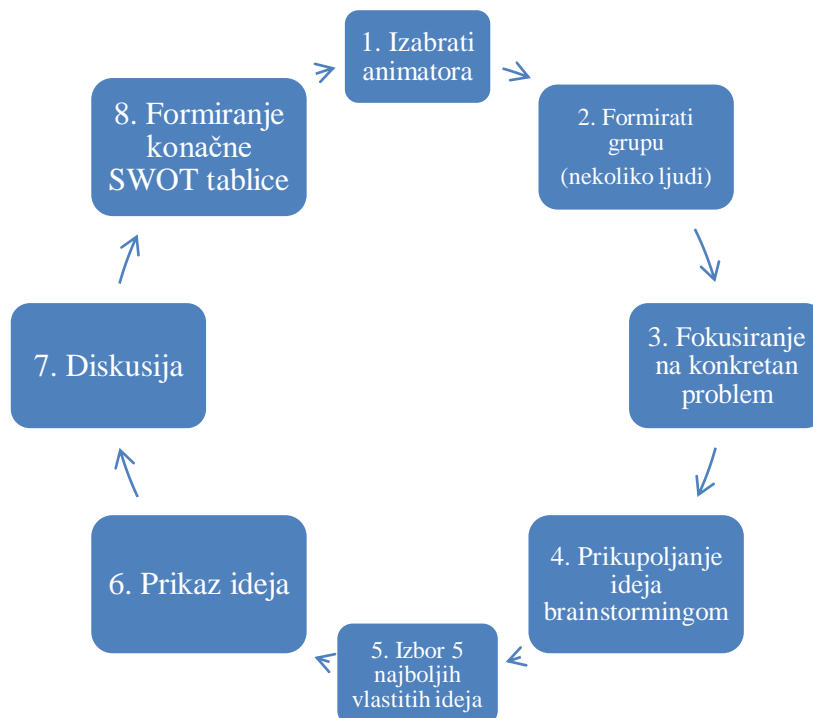 1. Izabrati
animatora
2. Formirati
grupu
(nekoliko ljudi)
3. Fokusiranje
na konkretan
problem
4. Prikupoljanje
ideja
brainstormingom
5. Izbor 5
najboljih
vlastitih ideja
6. Prikaz ideja
7. Diskusija
8. Formiranje
konačne
SWOT tablice